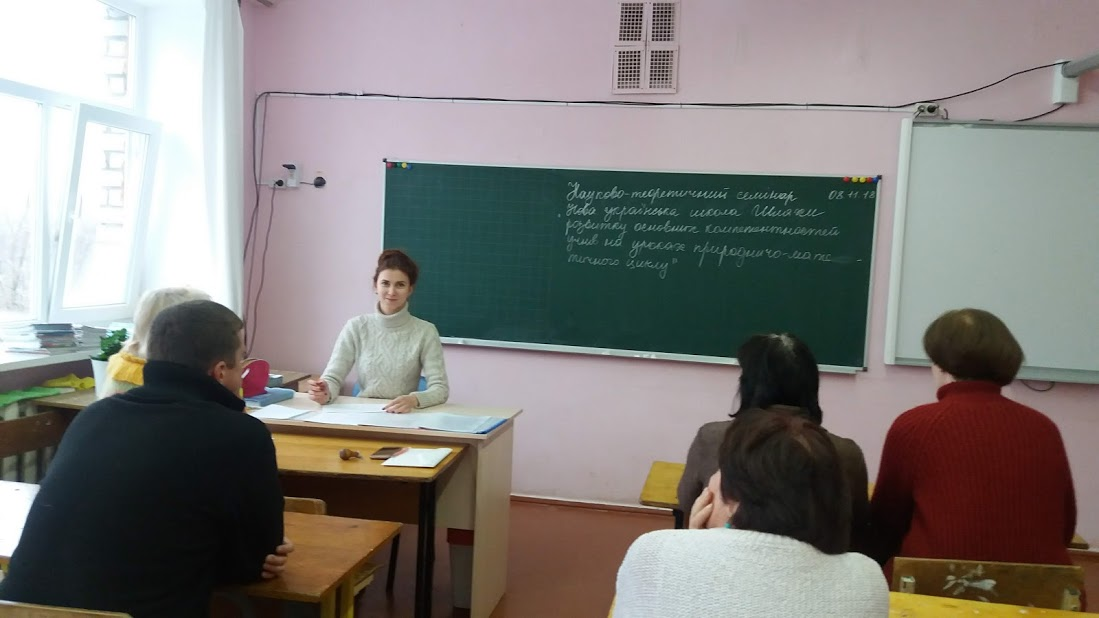 Науково-теоретичний семінар 08.11.18
"Нова українська школа Шляхи
розвитку основних компетентностей
учнів на уроках природничо-мате-
тичного циклу"